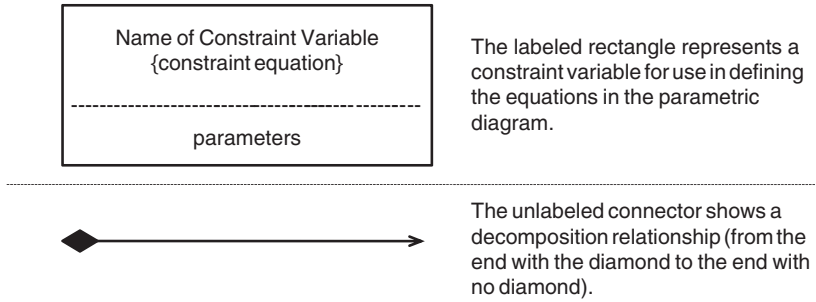 Name of Constraint Variable
{constraint equation}
parameters
The labeled rectangle represents a
constraint variable for use in defining
the equations in the parametric
diagram.
The unlabeled connector shows a
decomposition relationship (from the
end with the diamond to the end with
no diamond).